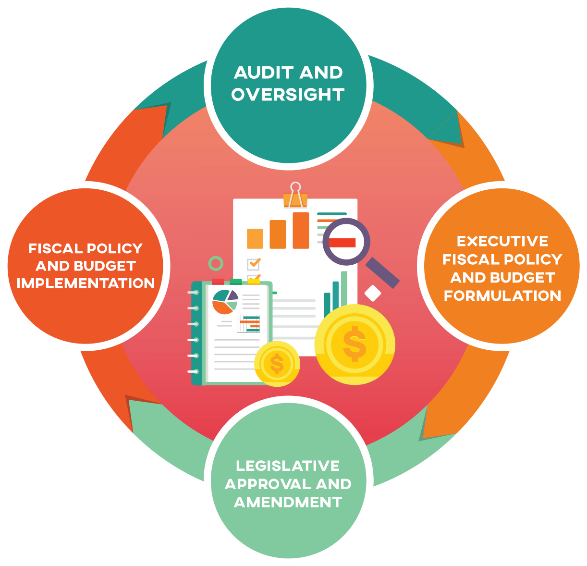 AUDIT AND
OVERSIGHT
EXECUTIVE
FISCAL POLICY
AND BUDGET
FORMULATION
FISCAL POLICY
AND BUDGET
IMPLEMENTATION
$
$
LEGISLATIVE
APPROVAL AND
AMENDMENT